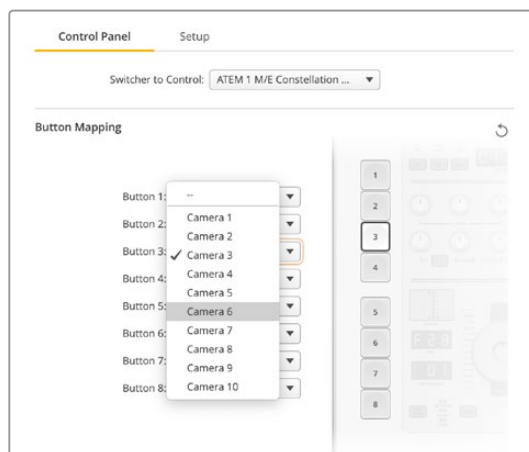 Control Panel Setup
Switcher to Control: ATEM 1 M/E Constellation ...
Button Mapping
Button 1:
Button 2:
Button 3:
Button 4:
Button 5:
Button 6:
Button 7:
Button 8:
--
Camera 1
Camera 2
Camera 3
Camera 4
Camera 5
Camera 6
Camera 7
Camera 8
Camera 9
Camera 10
1
2
3
4
5
6
7
8